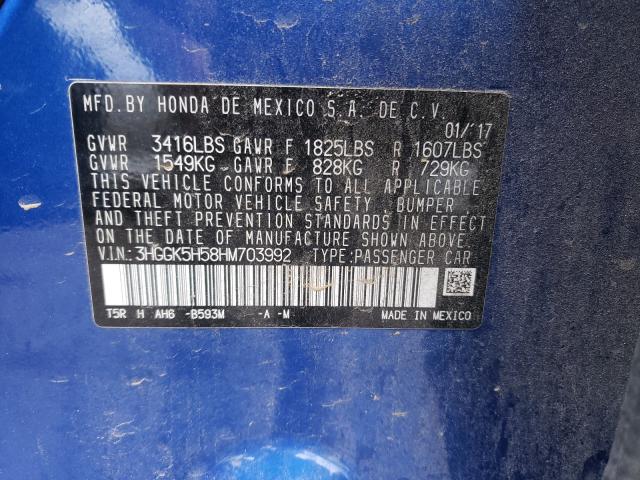 MFD. BY HONDA DE MEXICO S.A. DE C.V.
01/'17
GVWR 3416LBS GAWR F 1825LBS R 1607LBS
GVWR 1549KG GAWR F 828KG R 729KG
THIS VEHICLE CONFORMS TO ALL APPLICABLE
FEDERAL MOTOR VEHICLE SAFETY, BUMPER
AND THEFT PREVENTION STANDARDS IN EFFECT
ON THE DATE OF MANUFACTURE SHOWN ABOVE.
V.I.N: 3HGGK5H58HM703992 TYPE:PASSENGER CAR
T5R H AH6 -B593M -A -M- MADE IN MEXICO